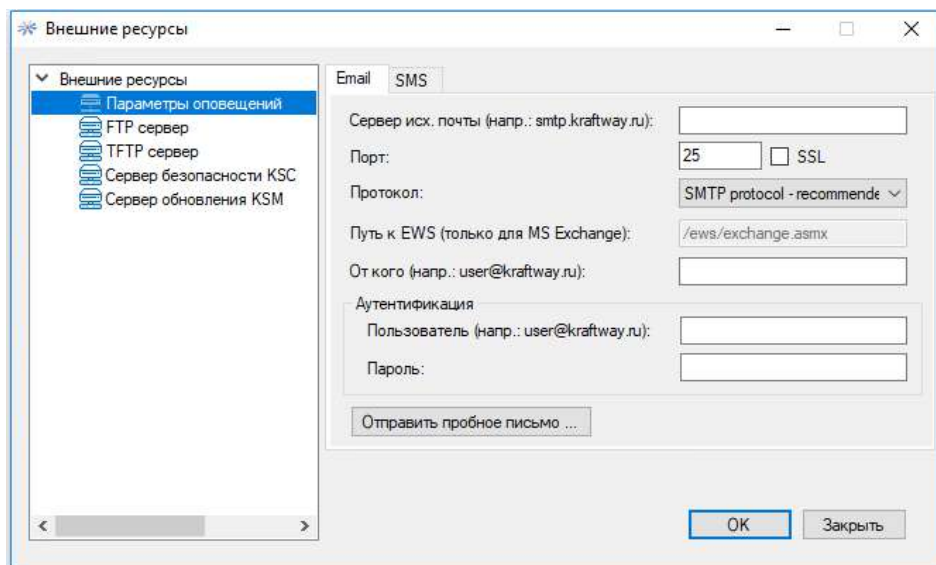 Внешние ресурсы
Внешние ресурсы
Параметры оповещений
FTP сервер
TFTP сервер
Сервер безопасности KSC
Сервер обновления KSM
Email SMS
Сервер исх. почты (напр.: smtp.kraftway.ru):
Порт: 25 SSL
Протокол: SMTP protocol - recommende
Путь к EWS (только для MS Exchange): /ews/exchange.asmx
От кого (напр.: user@kraftway.ru):
Аутентификация
Пользователь (напр.: user@kraftway.ru):
Пароль:
Отправить пробное письмо ...
OK Закрыть